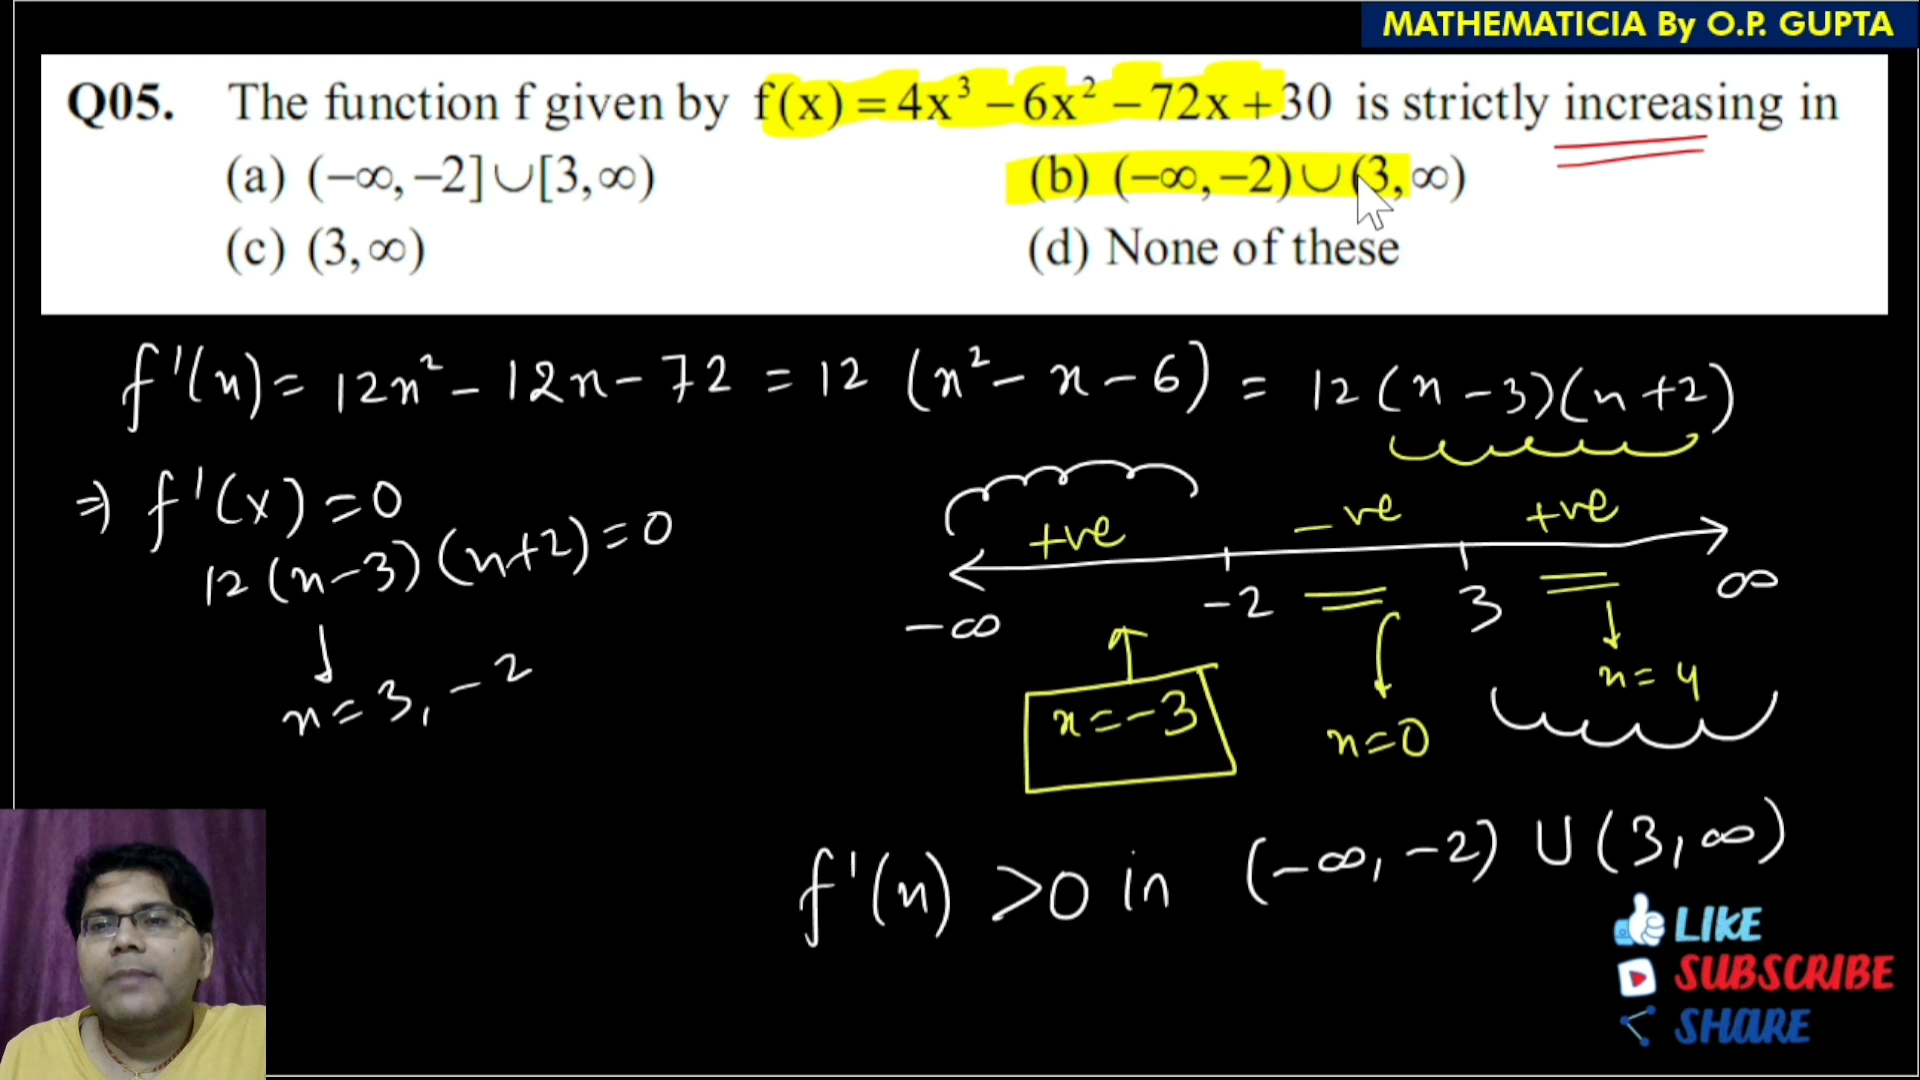 MATHEMATICIA By O.P. GUPTA
Q05. The function f given by f(x) = 4x³ – 6x² – 72x + 30 is strictly increasing in
(a) (–∞, –2] ∪ [3, ∞) (b) (–∞, –2) ∪ (3, ∞)
(c) (3, ∞) (d) None of these
f'(x) = 12x² – 12x – 72 = 12 (x² – x – 6) = 12 (x – 3)(x + 2)
⇒ f'(x) = 0
12 (x – 3) (x + 2) = 0
x = 3, – 2
+ve – ve +ve
–∞ –2 3 ∞
x = –3 x = 0 x = 4
f'(x) > 0 in (–∞, –2) ∪ (3, ∞)
LIKE
SUBSCRIBE
SHARE